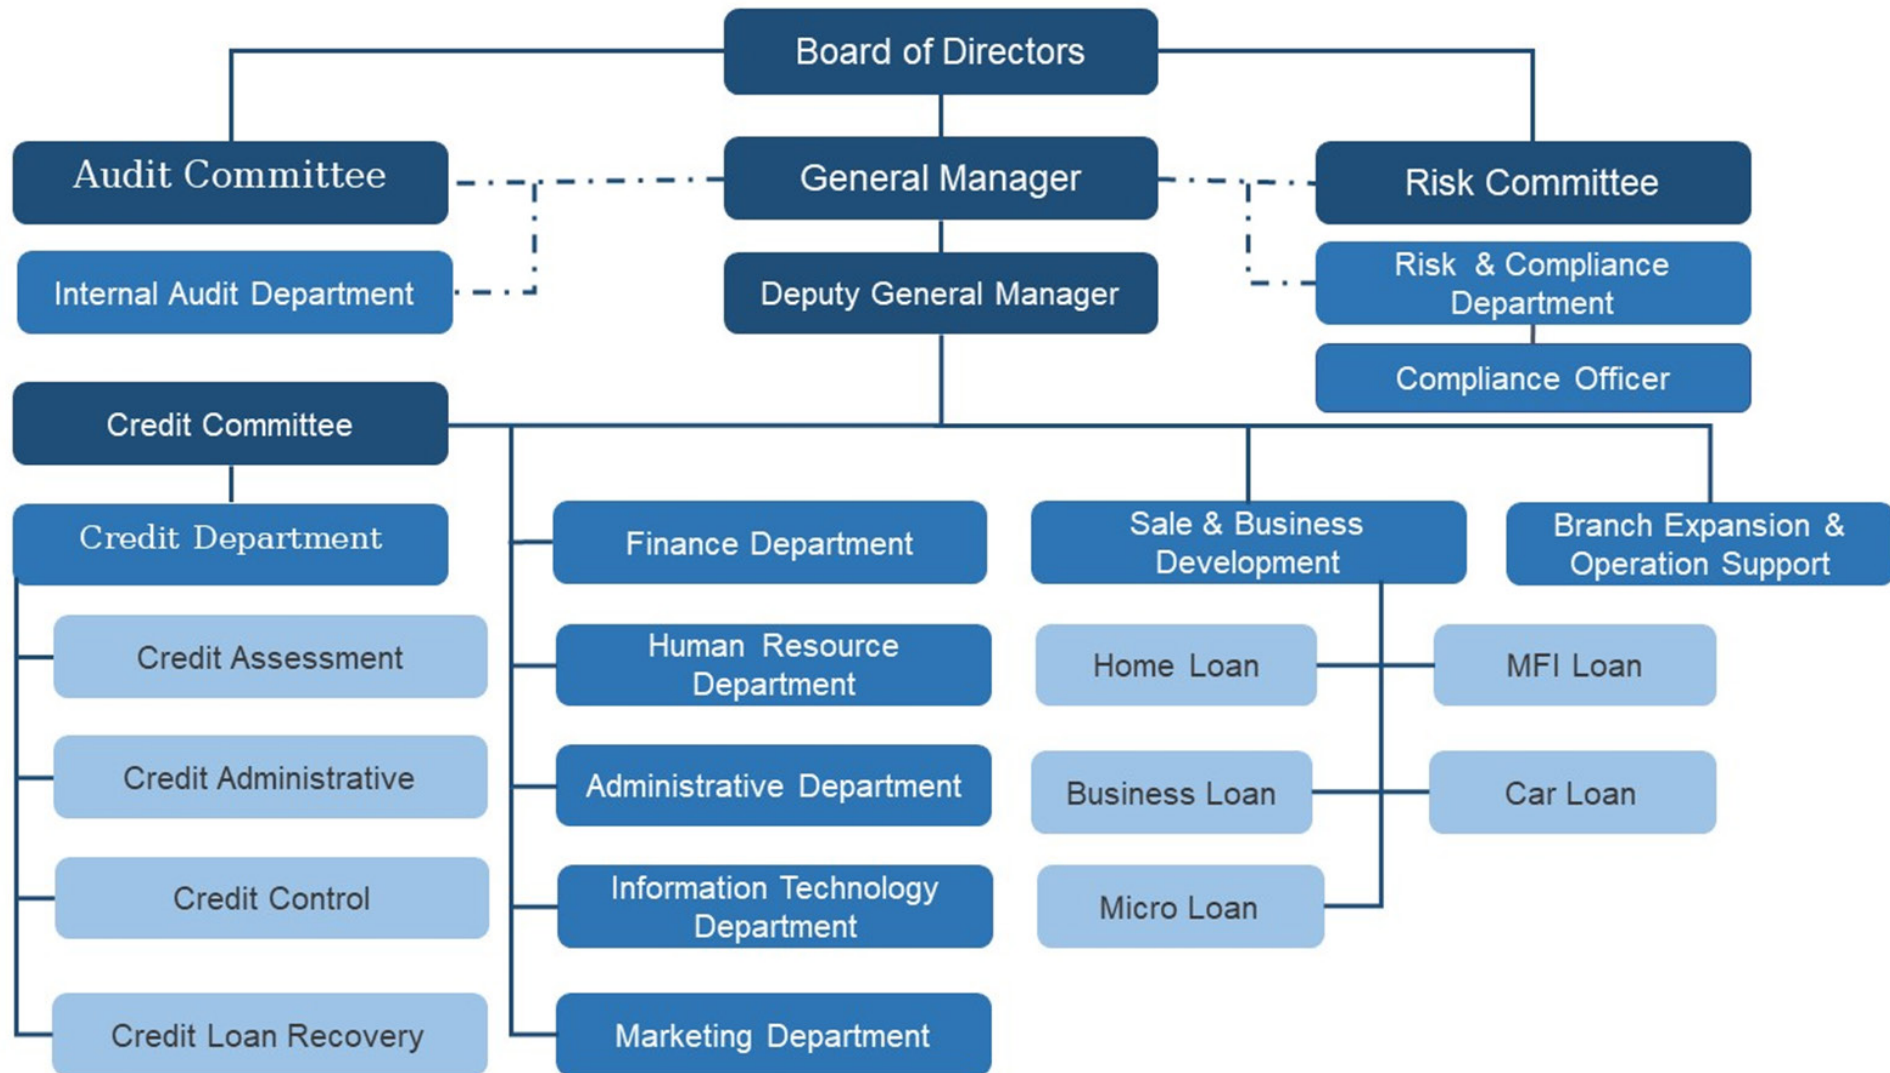 Board of Directors
Audit Committee
General Manager
Risk Committee
Internal Audit Department
Deputy General Manager
Risk & Compliance
Department
Compliance Officer
Credit Committee
Credit Department
Finance Department
Sale & Business
Development
Branch Expansion &
Operation Support
Credit Assessment
Human Resource
Department
Home Loan
MFI Loan
Credit Administrative
Administrative Department
Business Loan
Car Loan
Credit Control
Information Technology
Department
Micro Loan
Credit Loan Recovery
Marketing Department